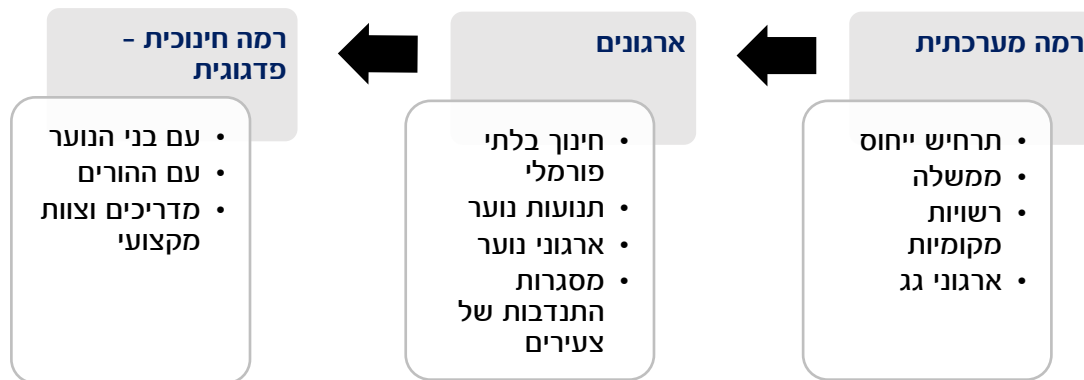 רמה מערכתית
• תרחיש ייחוס
• ממשלה
• רשויות
מקומיות
• ארגוני גג
ארגונים
• חינוך בלתי
פורמלי
• תנועות נוער
• ארגוני נוער
• מסגרות
התנדבות של
צעירים
רמה חינוכית –
פדגוגית
• עם בני הנוער
• עם ההורים
• מדריכים וצוות
מקצועי